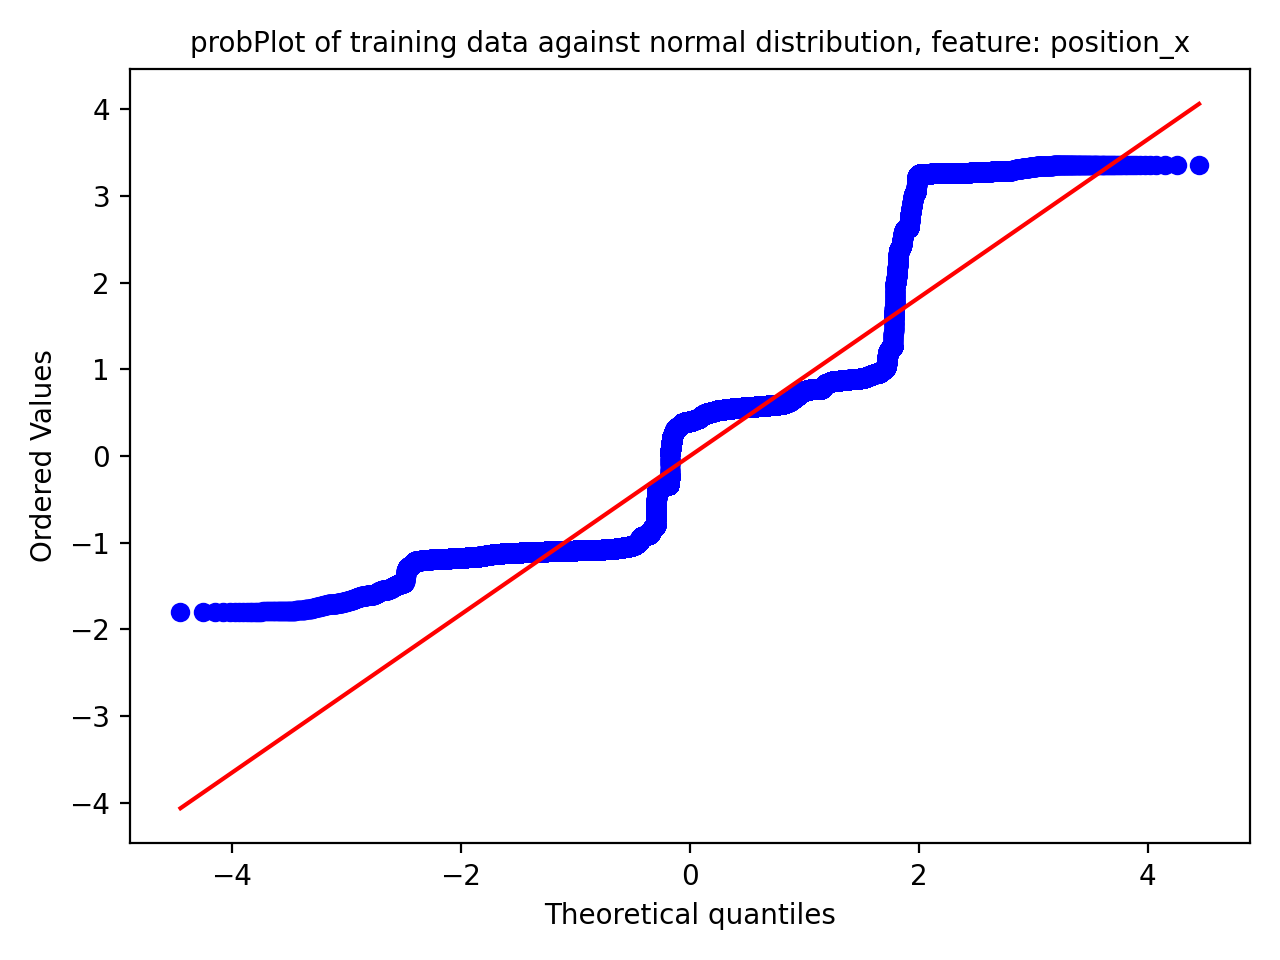 probPlot of training data against normal distribution, feature: position_x
4
3
2
1
0
−1
−2
−3
−4
Ordered Values
−4 −2 0 2 4
Theoretical quantiles